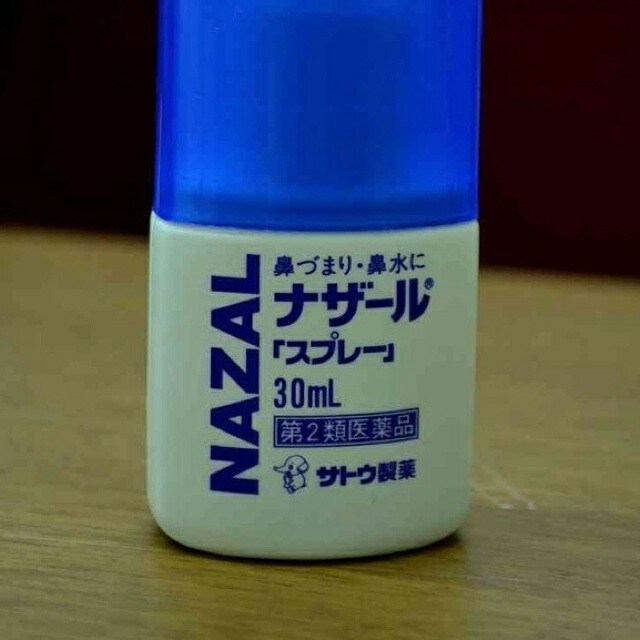 NAZAL
鼻づまり・鼻水に
ナザール®
「スプレー」
30mL
第2類医薬品
サトウ製薬